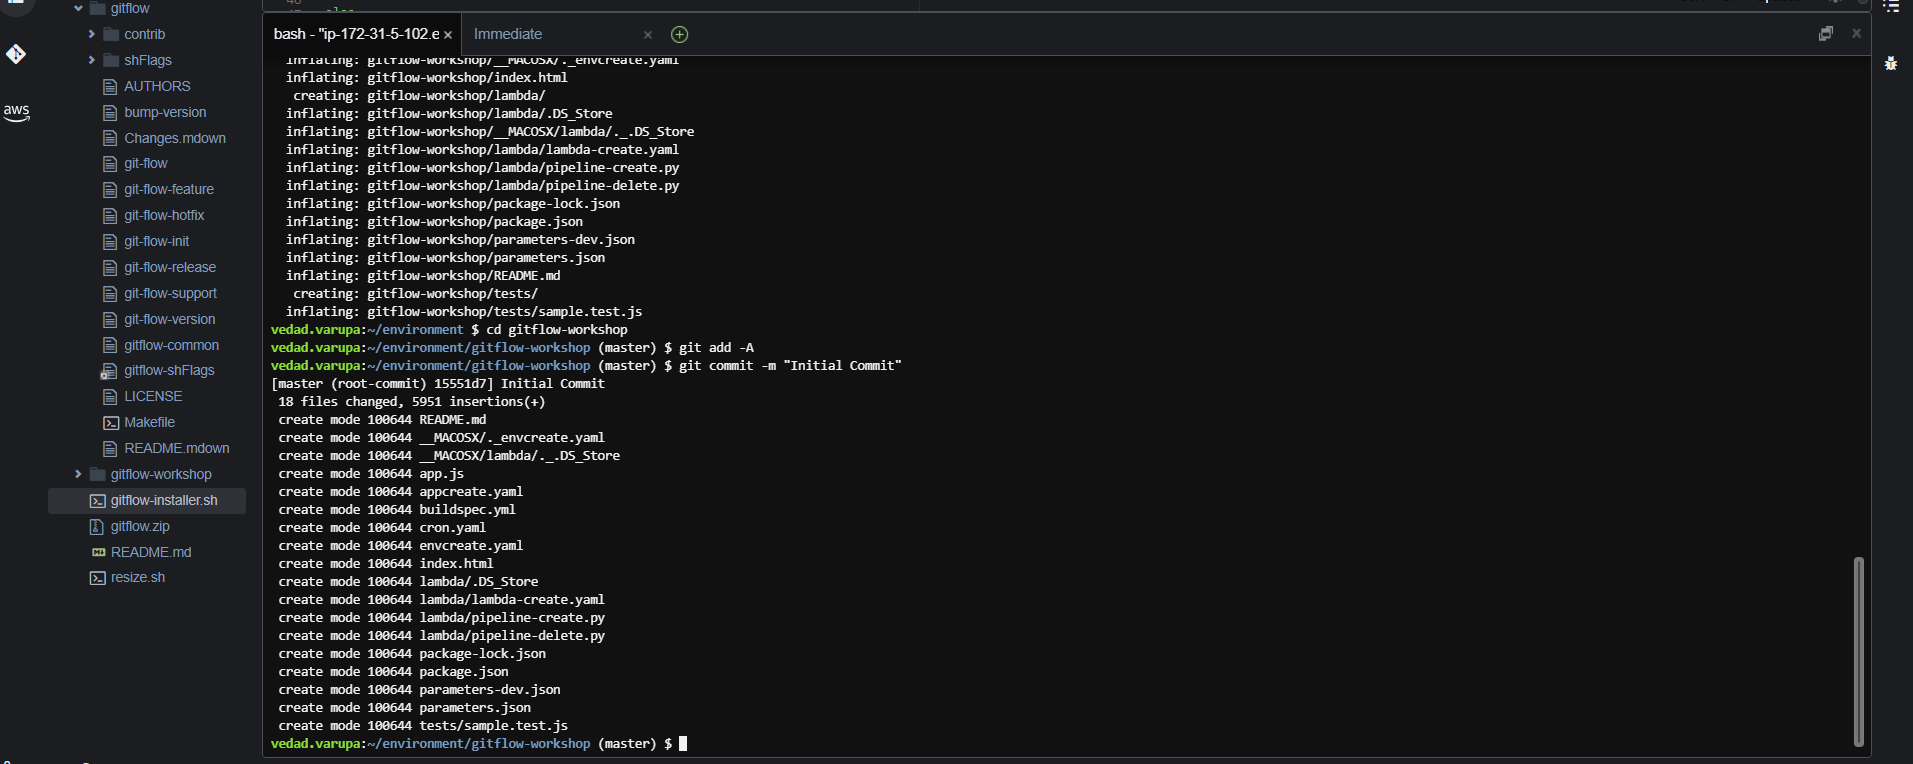 gitflow
contrib
shFlags
AUTHORS
bump-version
Changes.mdown
git-flow
git-flow-feature
git-flow-hotfix
git-flow-init
git-flow-release
git-flow-support
git-flow-version
gitflow-common
gitflow-shFlags
LICENSE
Makefile
README.mdown
gitflow-workshop
gitflow-installer.sh
gitflow.zip
README.md
resize.sh
aws
bash - "ip-172-31-5-102.e × Immediate ×
inflating: gitflow-workshop/__MACOSX/._envcreate.yaml
inflating: gitflow-workshop/index.html
creating: gitflow-workshop/lambda/
inflating: gitflow-workshop/lambda/.DS_Store
inflating: gitflow-workshop/__MACOSX/lambda/._.DS_Store
inflating: gitflow-workshop/lambda/lambda-create.yaml
inflating: gitflow-workshop/lambda/pipeline-create.py
inflating: gitflow-workshop/lambda/pipeline-delete.py
inflating: gitflow-workshop/package-lock.json
inflating: gitflow-workshop/package.json
inflating: gitflow-workshop/parameters-dev.json
inflating: gitflow-workshop/parameters.json
inflating: gitflow-workshop/README.md
creating: gitflow-workshop/tests/
inflating: gitflow-workshop/tests/sample.test.js
vedad.varupa:~/environment $ cd gitflow-workshop
vedad.varupa:~/environment/gitflow-workshop (master) $ git add -A
vedad.varupa:~/environment/gitflow-workshop (master) $ git commit -m "Initial Commit"
[master (root-commit) 15551d7] Initial Commit
18 files changed, 5951 insertions(+)
create mode 100644 README.md
create mode 100644 __MACOSX/._envcreate.yaml
create mode 100644 __MACOSX/lambda/._.DS_Store
create mode 100644 app.js
create mode 100644 appcreate.yaml
create mode 100644 buildspec.yml
create mode 100644 cron.yaml
create mode 100644 envcreate.yaml
create mode 100644 index.html
create mode 100644 lambda/.DS_Store
create mode 100644 lambda/lambda-create.yaml
create mode 100644 lambda/pipeline-create.py
create mode 100644 lambda/pipeline-delete.py
create mode 100644 package-lock.json
create mode 100644 package.json
create mode 100644 parameters-dev.json
create mode 100644 parameters.json
create mode 100644 tests/sample.test.js
vedad.varupa:~/environment/gitflow-workshop (master) $